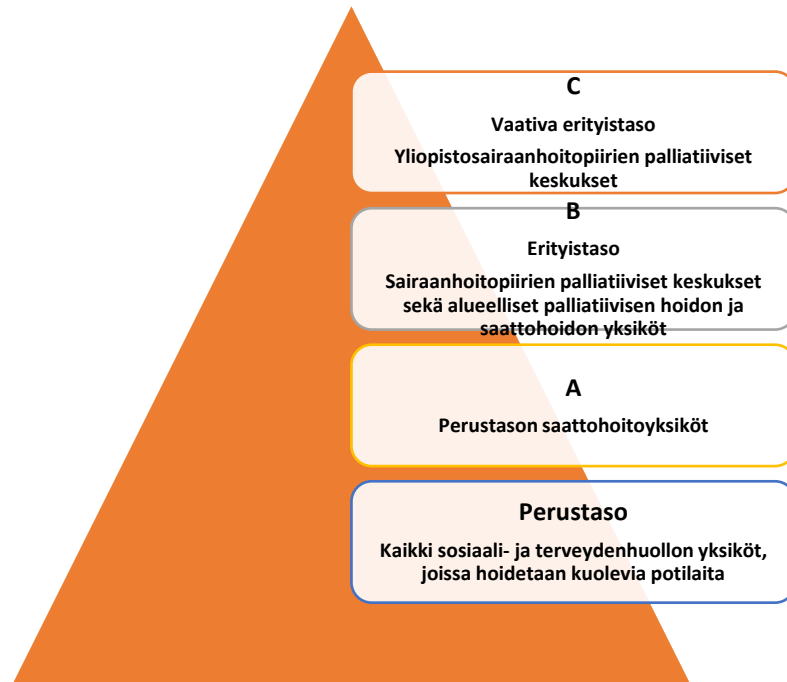 C
Vaativa erityistaso
Yliopistosairaanhoitopiirien palliatiiviset
keskukset
B
Erityistaso
Sairaanhoitopiirien palliatiiviset keskukset
sekä alueelliset palliatiivisen hoidon ja
saattohoidon yksiköt
A
Perustason saattohoitoyksiköt
Perustaso
Kaikki sosiaali- ja terveydenhuollon yksiköt,
joissa hoidetaan kuolevia potilaita